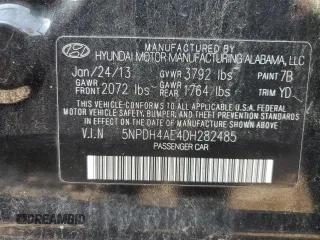 HYUNDAI MOTOR MANUFACTURING ALABAMA, LLC
Jan/24/13 GVWR 3792 lbs PAINT 7B
GAWR FRONT 2072 lbs GAWR REAR 1764 lbs TRIM YD
THIS VEHICLE CONFORMS TO ALL APPLICABLE FEDERAL
MOTOR VEHICLE SAFETY, BUMPER, AND THEFT
PREVENTION STANDARDS IN EFFECT ON THE DATE OF
MANUFACTURE SHOWN ABOVE.
V.I.N 5NPDH4AE4DH282485
PASSENGER CAR
IDREAMBID